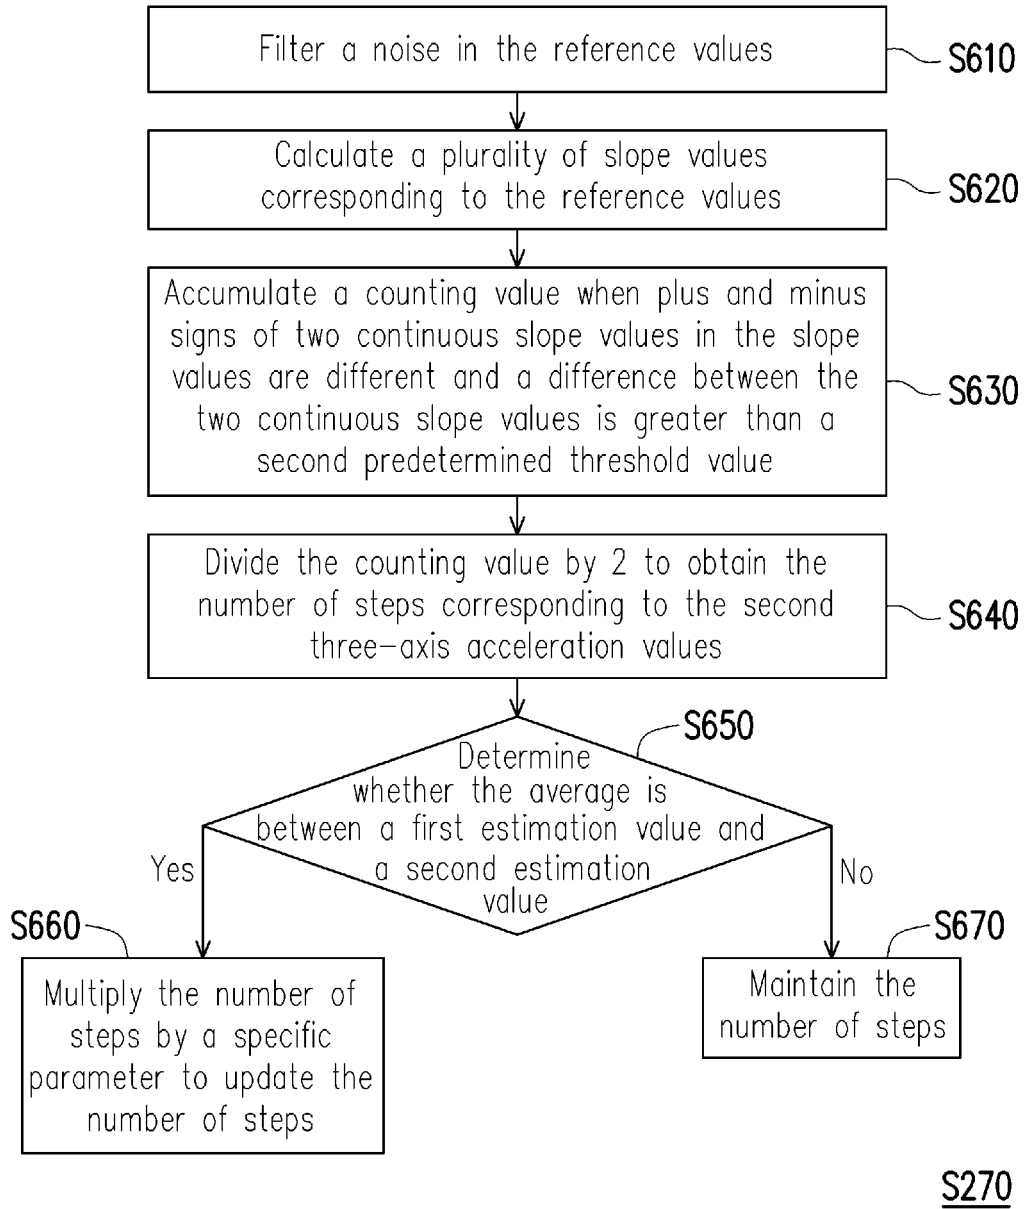 Filter a noise in the reference values
S610
Calculate a plurality of slope values
corresponding to the reference values
S620
Accumulate a counting value when plus and minus
signs of two continuous slope values in the slope
values are different and a difference between the
two continuous slope values is greater than a
second predetermined threshold value
S630
Divide the counting value by 2 to obtain the
number of steps corresponding to the second
three-axis acceleration values
S640
S650
Determine
whether the average is
between a first estimation value and
a second estimation
value
Yes
No
S660
Multiply the number of
steps by a specific
parameter to update the
number of steps
S670
Maintain the
number of steps
S270